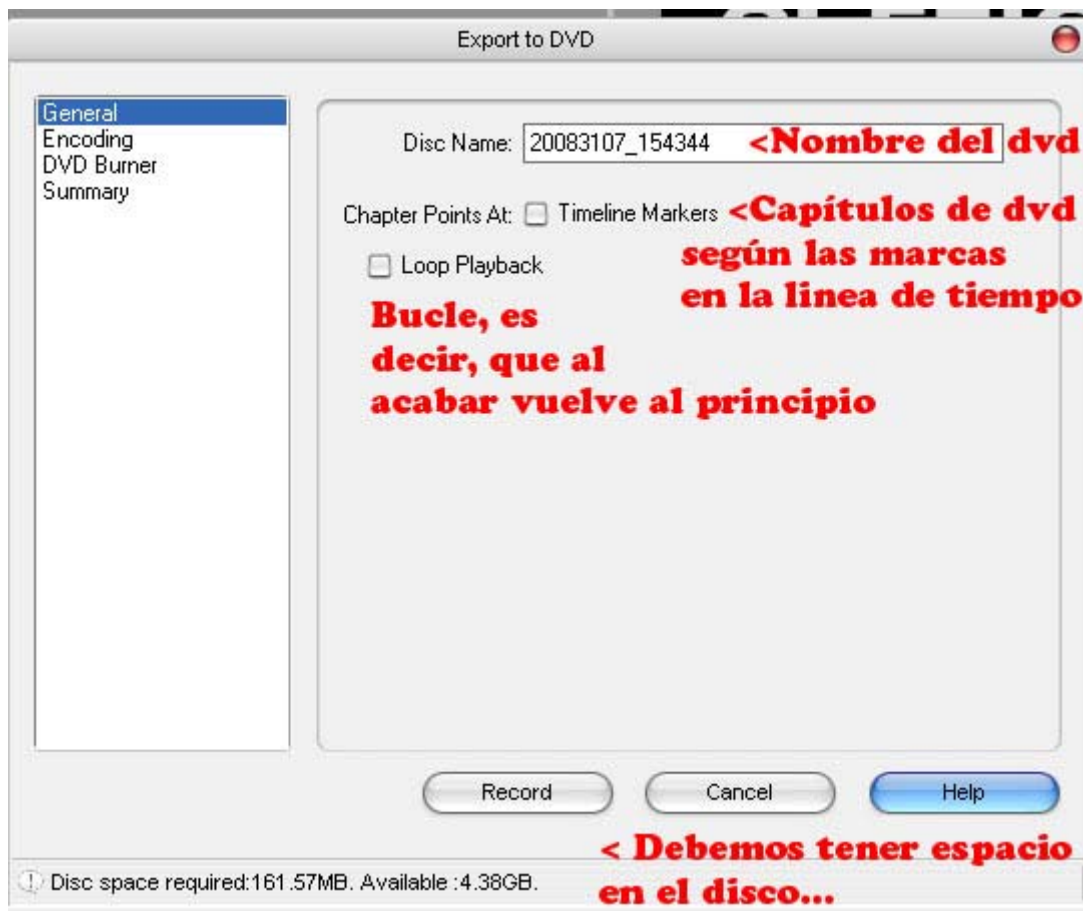 Export to DVD
General
Encoding
DVD Burner
Summary
Disc Name: 20083107_154344 <Nombre del dvd
Chapter Points At: Timeline Markers <Capítulos de dvd
según las marcas
en la linea de tiempo
Loop Playback
Bucle, es
decir, que al
acabar vuelve al principio
Record Cancel Help
< Debemos tener espacio
en el disco...
Disc space required:161.57MB. Available :4.38GB.